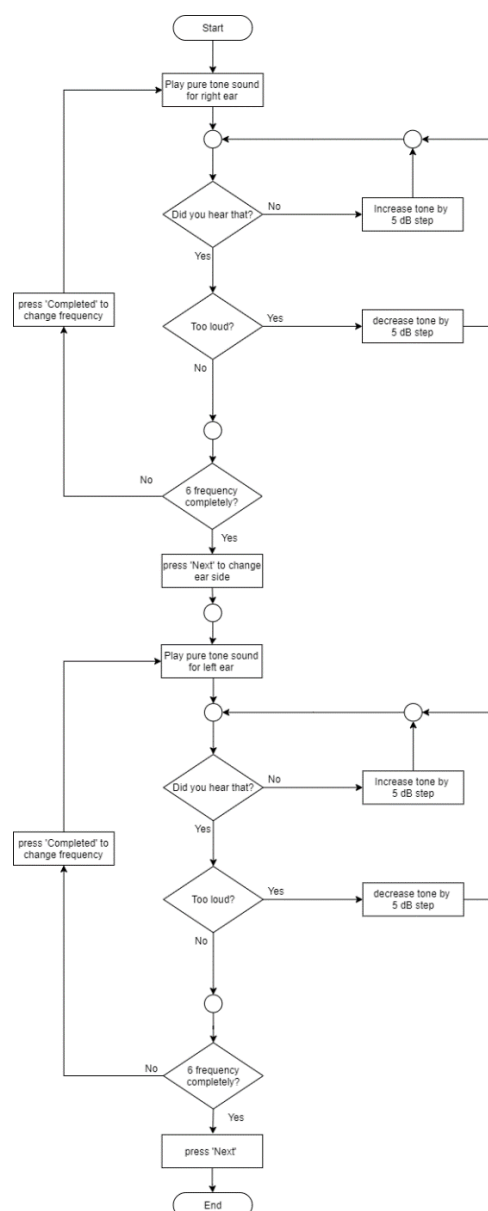 Start
Play pure tone sound
for right ear
Did you hear that?
No
Increase tone by
5 dB step
Yes
press 'Completed' to
change frequency
Too loud?
Yes
decrease tone by
5 dB step
No
No
6 frequency
completely?
Yes
press 'Next' to change
ear side
Play pure tone sound
for left ear
Did you hear that?
No
Increase tone by
5 dB step
Yes
press 'Completed' to
change frequency
Too loud?
Yes
decrease tone by
5 dB step
No
No
6 frequency
completely?
Yes
press 'Next'
End